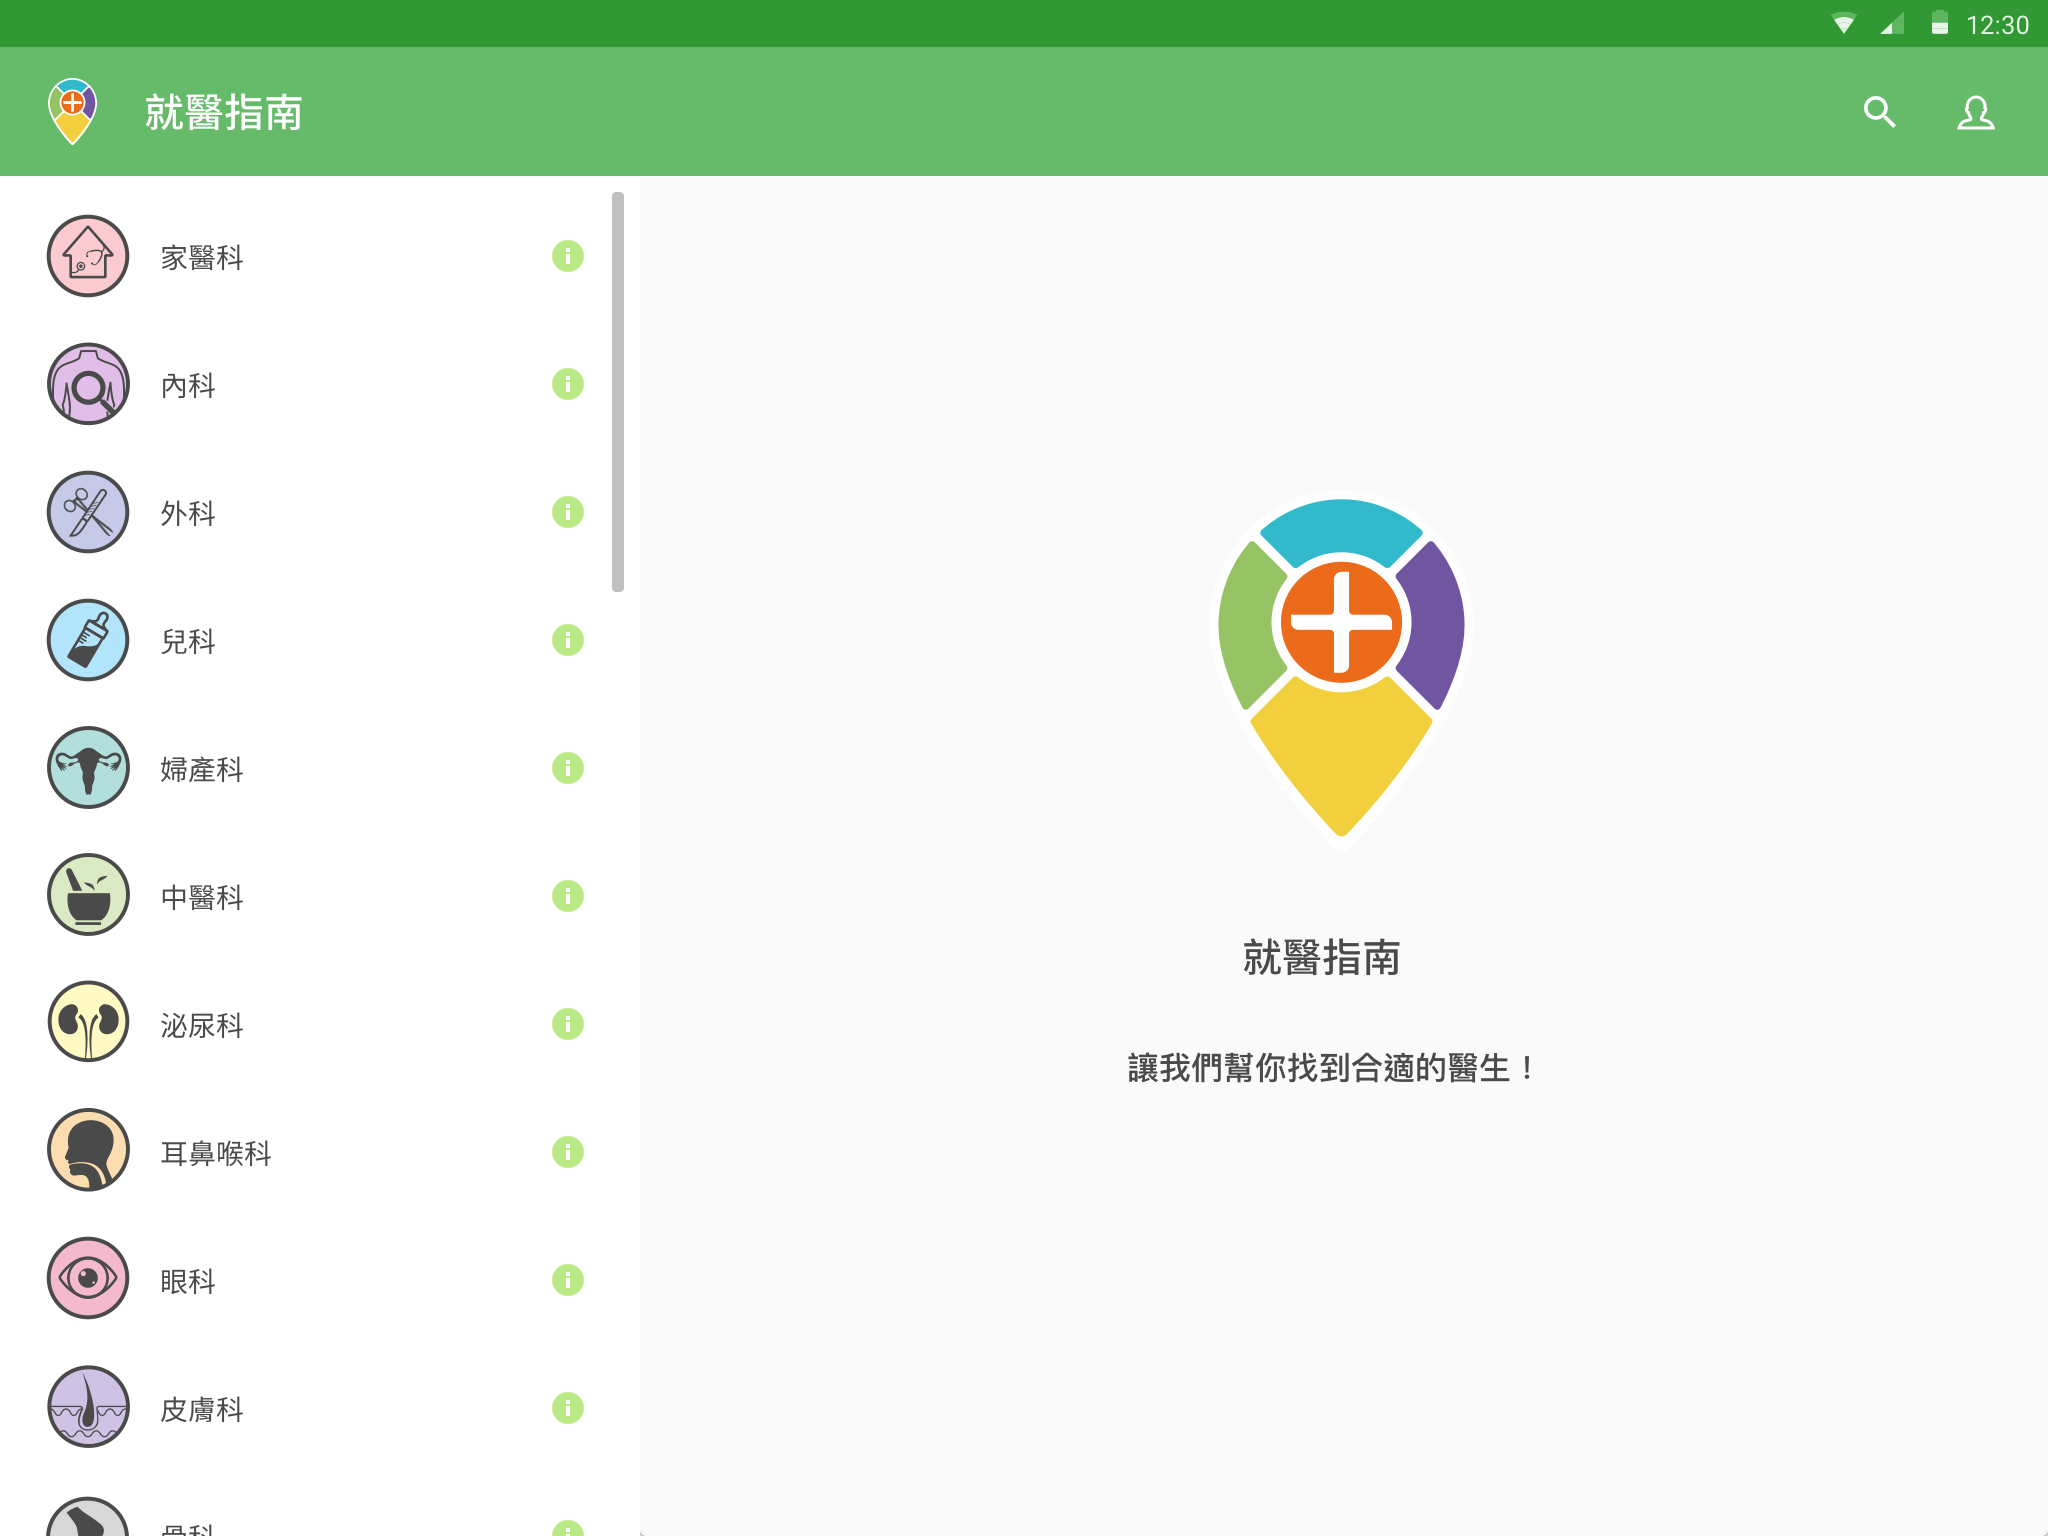 12:30
就醫指南
家醫科
內科
外科
兒科
婦產科
中醫科
泌尿科
耳鼻喉科
眼科
皮膚科
骨科
就醫指南
讓我們幫你找到合適的醫生！